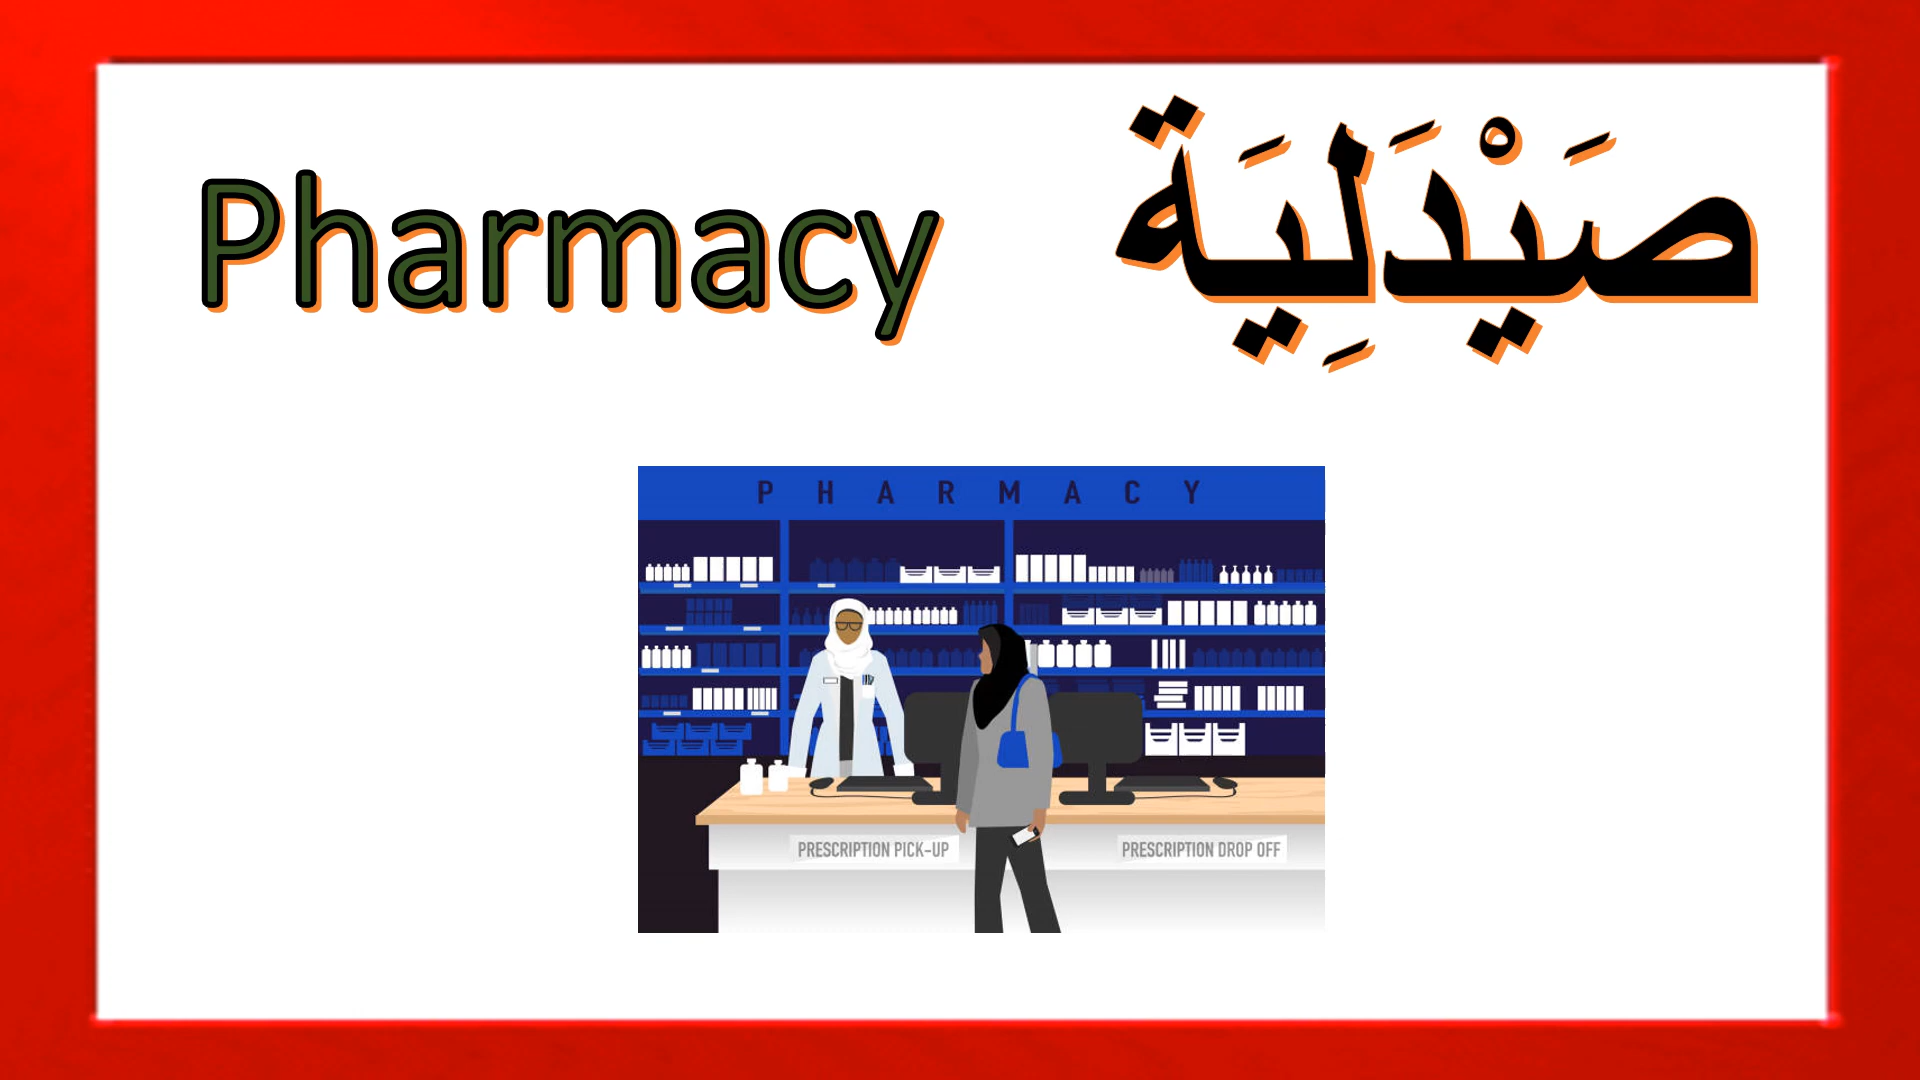 Pharmacy صَيْدَلِيَة
PHARMACY
PRESCRIPTION PICK-UP PRESCRIPTION DROP OFF